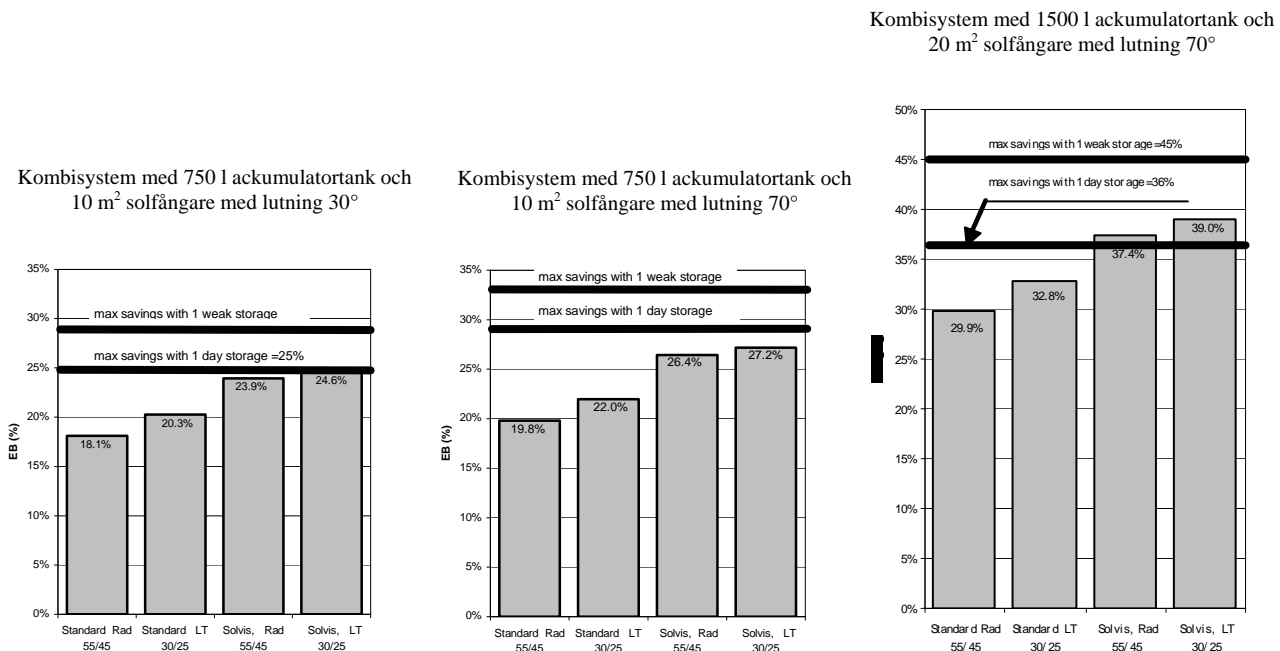 Kombisystem med 750 l ackumulatortank och
10 m² solfångare med lutning 30°
35%
30%
25%
20%
15%
10%
5%
0%
EB (%)
max savings with 1 weak storage
max savings with 1 day storage =25%
18.1%
20.3%
23.9%
24.6%
Standard Rad
55/45
Standard LT
30/25
Solvis, Rad
55/45
Solvis, LT
30/25
Kombisystem med 750 l ackumulatortank och
10 m² solfångare med lutning 70°
35%
30%
25%
20%
15%
10%
5%
0%
EB (%)
max savings with 1 weak storage
max savings with 1 day storage
19.8%
22.0%
26.4%
27.2%
Standard Rad
55/45
Standard LT
30/25
Solvis, Rad
55/45
Solvis, LT
30/25
Kombisystem med 1500 l ackumulatortank och
20 m² solfångare med lutning 70°
50%
45%
40%
35%
30%
25%
20%
15%
10%
5%
0%
max savings with 1 weak stor age =45%
max savings with 1 day stor age =36%
29.9%
32.8%
37.4%
39.0%
Standard Rad
55/45
Standard LT
30/25
Solvis, Rad
55/45
Solvis, LT
30/25